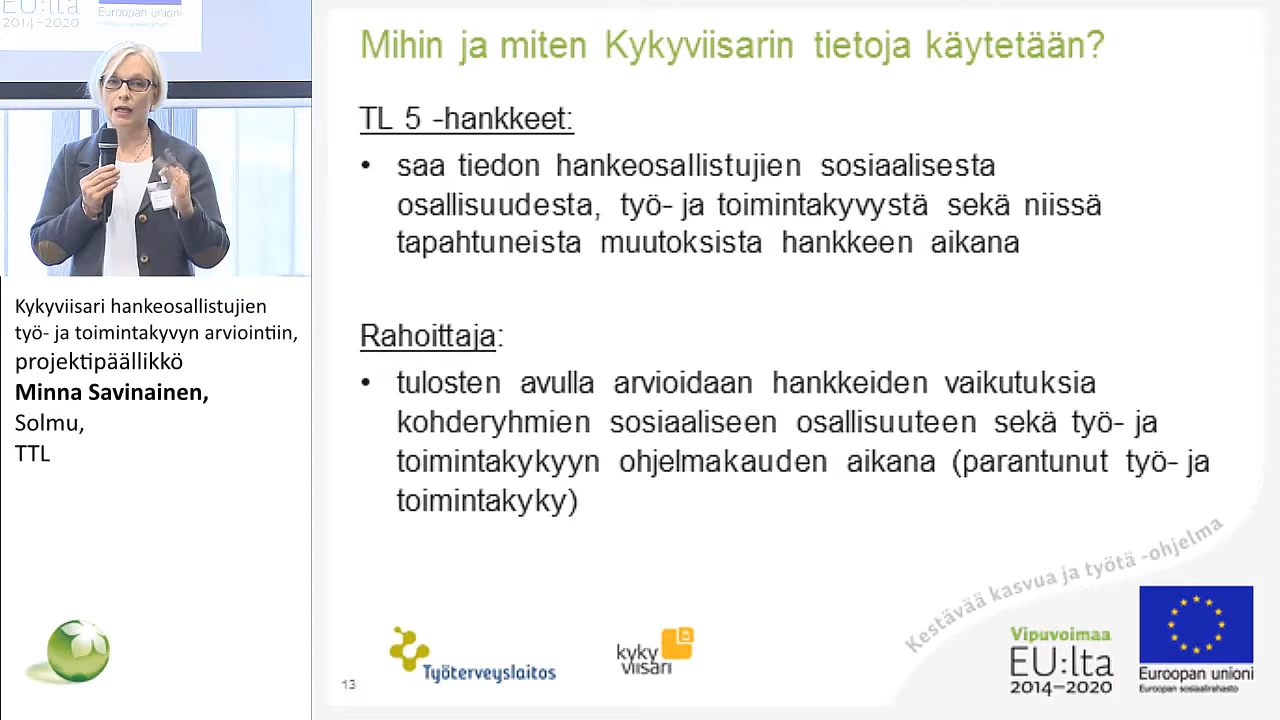 EU:lta
2014–2020
Euroopan unioni
Mihin ja miten Kykyviisarin tietoja käytetään?
TL 5 -hankkeet:
• saa tiedon hankeosallistujien sosiaalisesta
osallisuudesta, työ- ja toimintakyvystä sekä niissä
tapahtuneista muutoksista hankkeen aikana
Rahoittaja:
• tulosten avulla arvioidaan hankkeiden vaikutuksia
kohderyhmien sosiaaliseen osallisuuteen sekä työ- ja
toimintakykyyn ohjelmakauden aikana (parantunut työ- ja
toimintakyky)
Kykyviisari hankeosallistujien
työ- ja toimintakyvyn arviointiin,
projektipäällikkö
Minna Savinainen,
Solmu,
TTL
13
Työterveyslaitos
kyky
viisari
Kestävää kasvua ja työtä -ohjelma
Vipuvoimaa
EU:lta
2014–2020
Euroopan unioni
Euroopan sosiaalirahasto